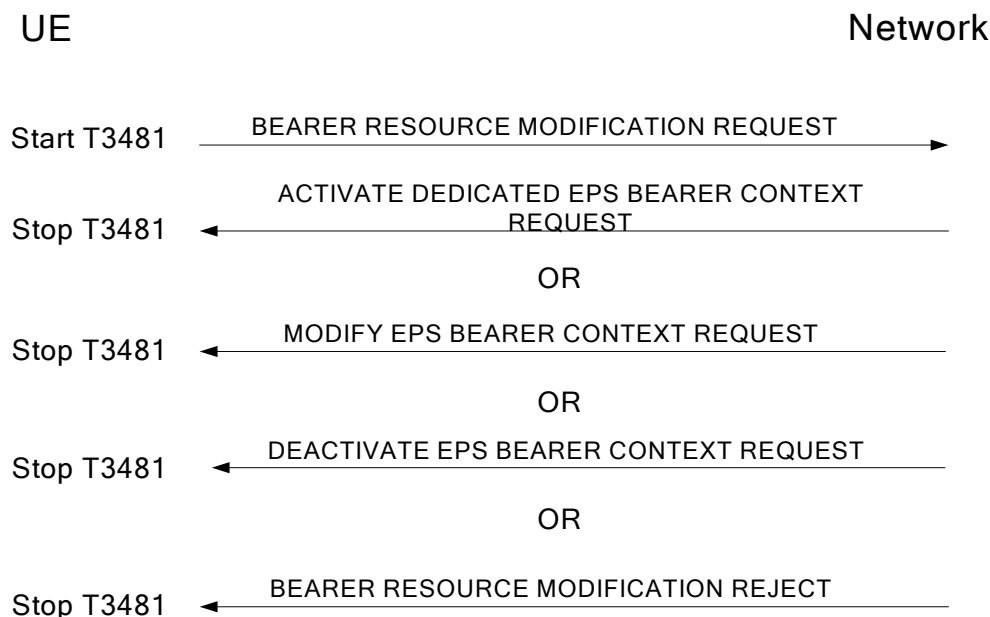 UE
Network
Start T3481
BEARER RESOURCE MODIFICATION REQUEST
ACTIVATE DEDICATED EPS BEARER CONTEXT
REQUEST
Stop T3481
OR
MODIFY EPS BEARER CONTEXT REQUEST
Stop T3481
OR
DEACTIVATE EPS BEARER CONTEXT REQUEST
Stop T3481
OR
BEARER RESOURCE MODIFICATION REJECT
Stop T3481